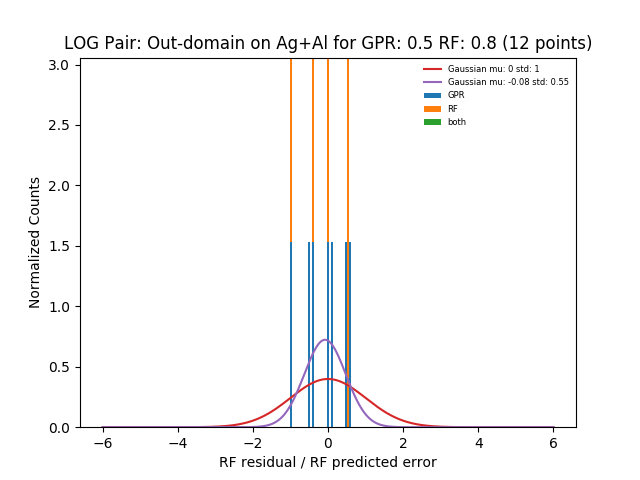 LOG Pair: Out-domain on Ag+Al for GPR: 0.5 RF: 0.8 (12 points)
3.0
2.5
2.0
1.5
1.0
0.5
0.0
Normalized Counts
Gaussian mu: 0 std: 1
Gaussian mu: -0.08 std: 0.55
GPR
RF
both
−6 −4 −2 0 2 4 6
RF residual / RF predicted error